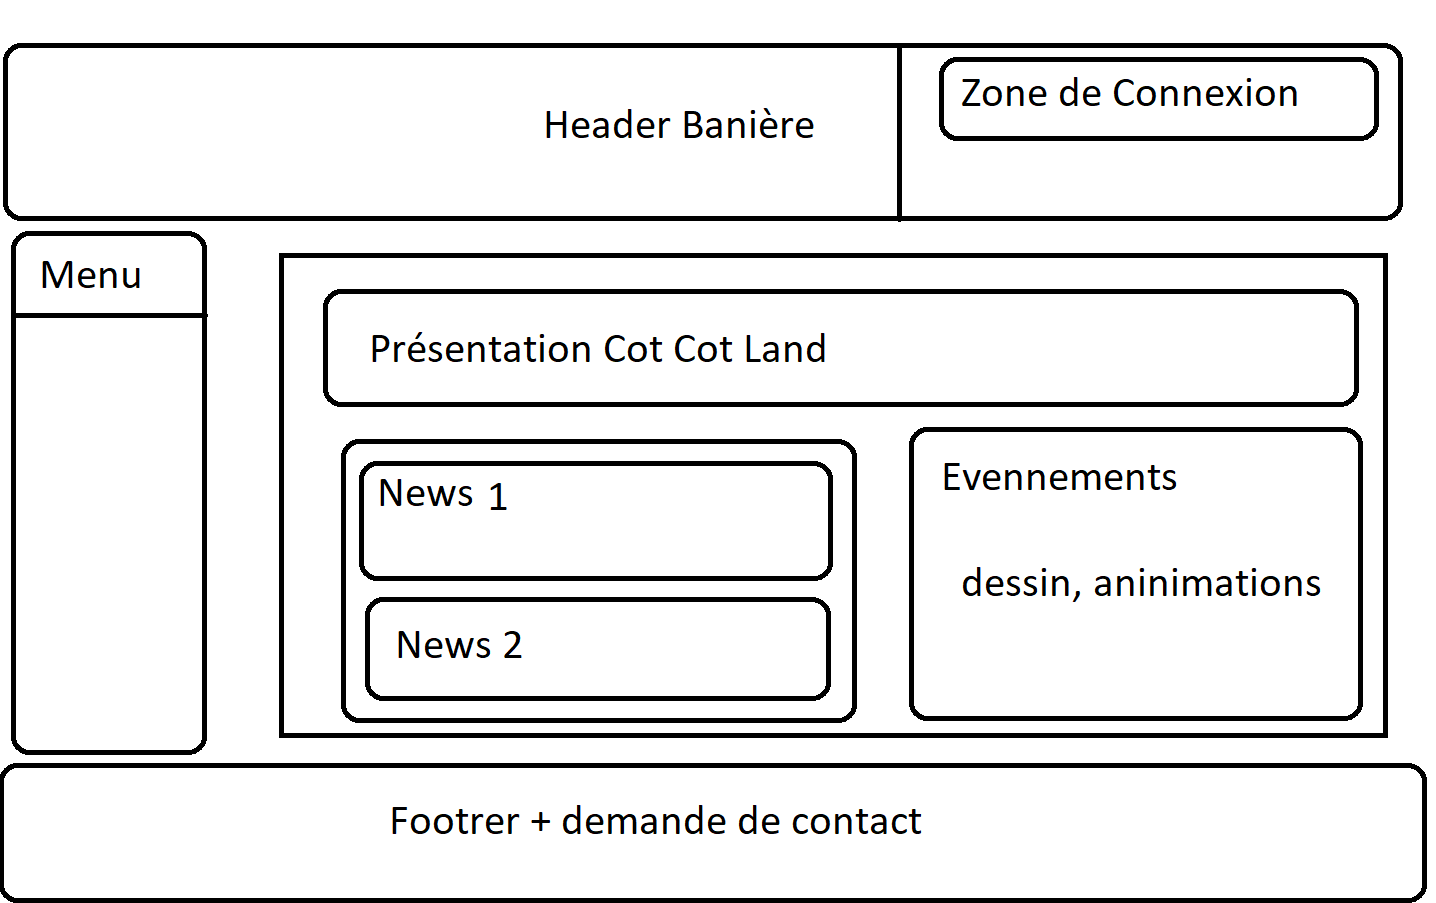 Header Banière
Zone de Connexion
Menu
Présentation Cot Cot Land
News 1
News 2
Evennements
dessin, aninimations
Footrer + demande de contact